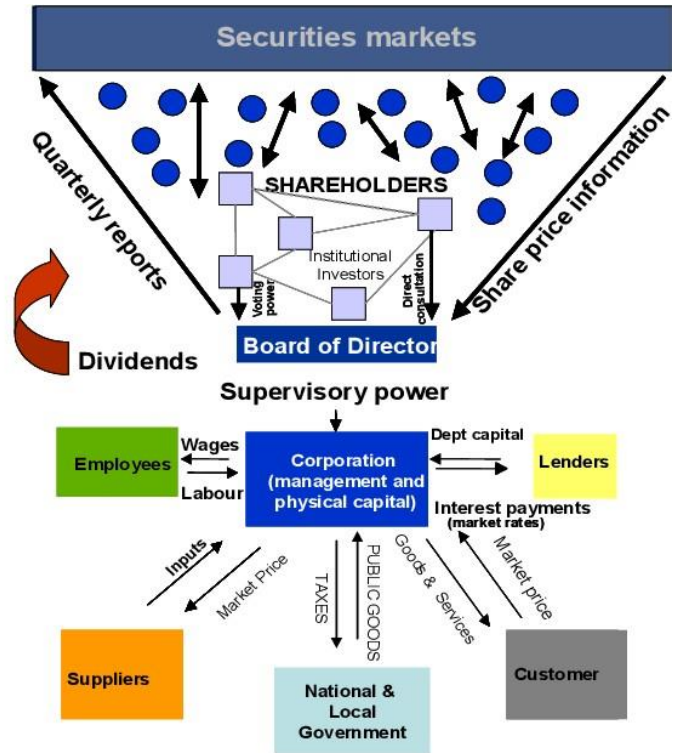 Securities markets
Quarterly reports
Share price information
SHAREHOLDERS
Institutional
Investors
Voting
power
Direct
consultation
Dividends
Board of Director
Supervisory power
Employees
Wages
Labour
Corporation
(management and
physical capital)
Dept capital
Lenders
Interest payments
(market rates)
Inputs
Market Price
TAXES
PUBLIC GOODS
Goods & Services
Market price
Suppliers
National &
Local
Government
Customer